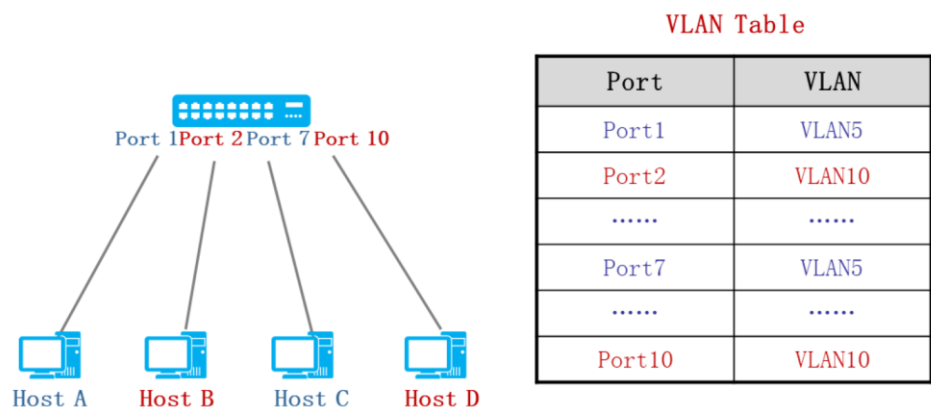 VLAN Table
Port VLAN
Port1 VLAN5
Port2 VLAN10
...... ......
Port7 VLAN5
...... ......
Port10 VLAN10
Port 1 Port 2 Port 7 Port 10
Host A Host B Host C Host D